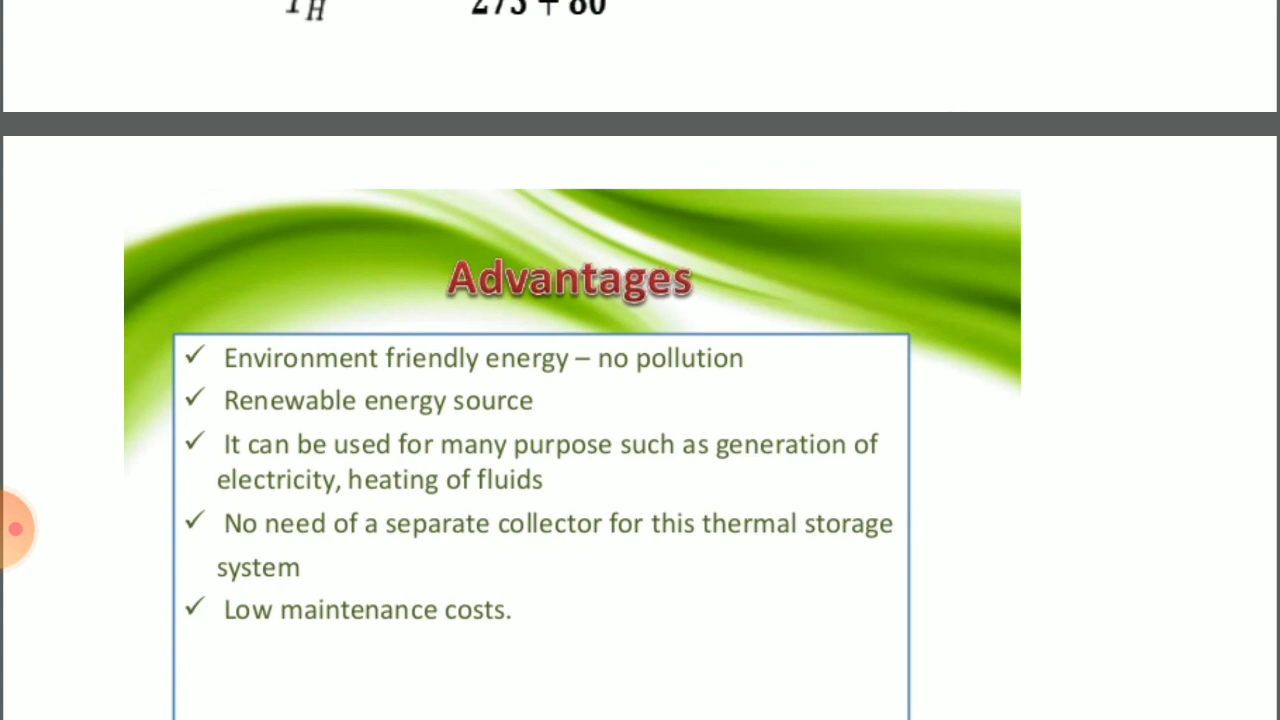 T_H 273 + 80
Advantages
✓ Environment friendly energy – no pollution
✓ Renewable energy source
✓ It can be used for many purpose such as generation of
electricity, heating of fluids
✓ No need of a separate collector for this thermal storage
system
✓ Low maintenance costs.